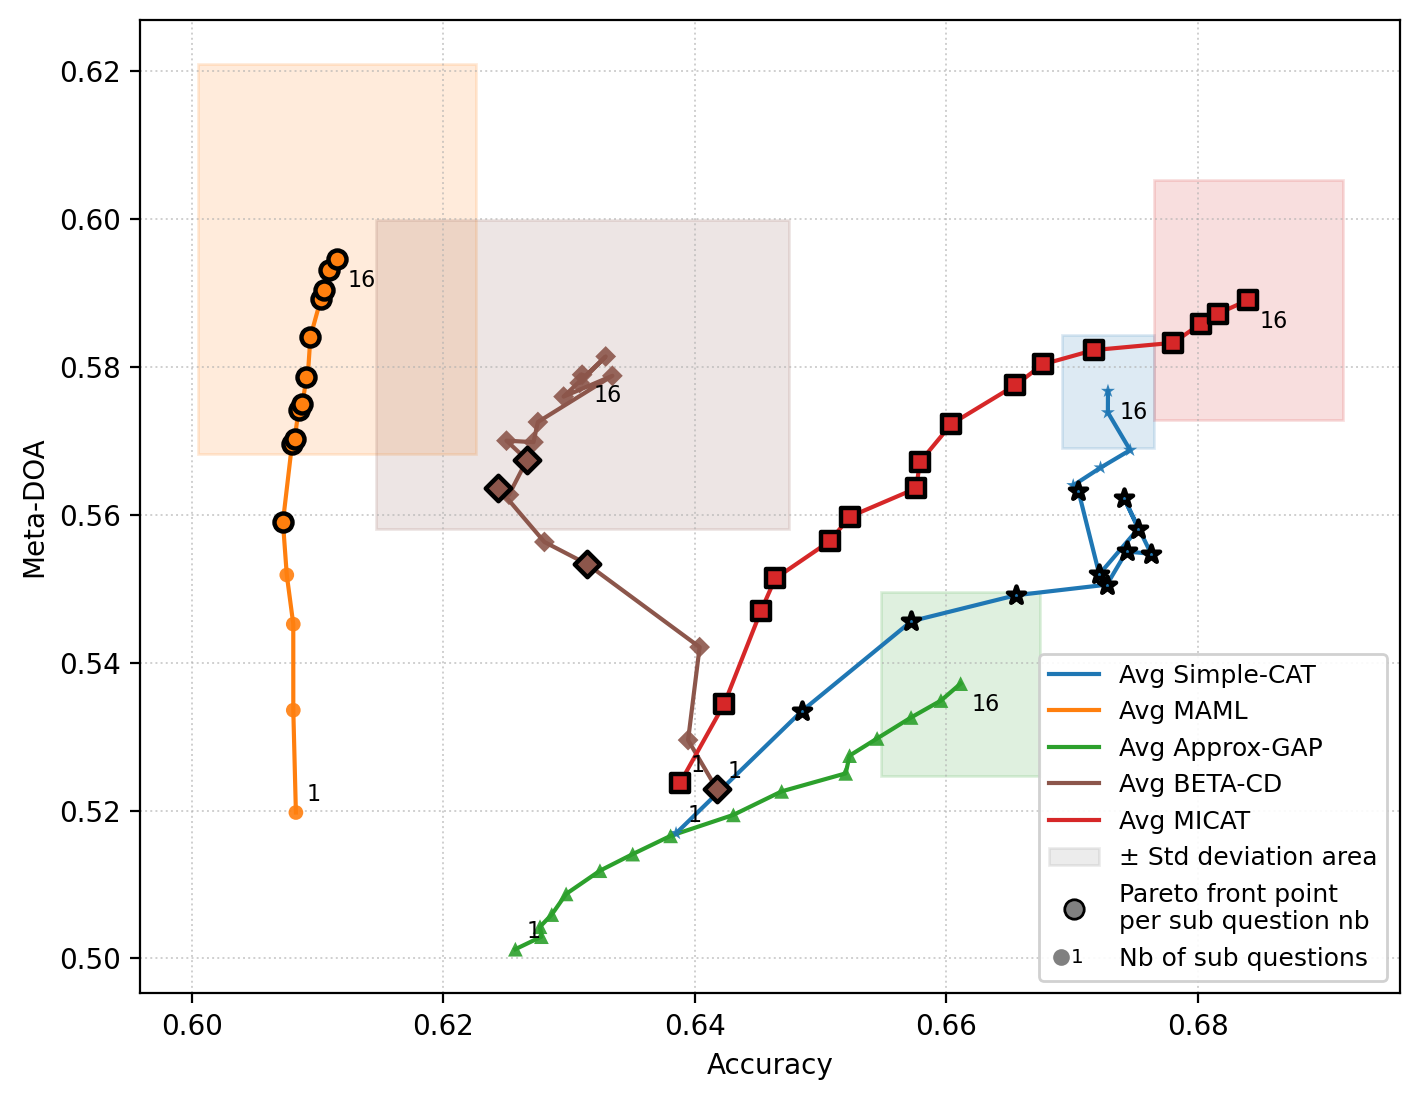 0.62
0.60
0.58
0.56
0.54
0.52
0.50
Meta-DOA
16
16
16
16
16
1
1
1
1
1
Avg Simple-CAT
Avg MAML
Avg Approx-GAP
Avg BETA-CD
Avg MICAT
± Std deviation area
Pareto front point
per sub question nb
1 Nb of sub questions
0.60 0.62 0.64 0.66 0.68
Accuracy